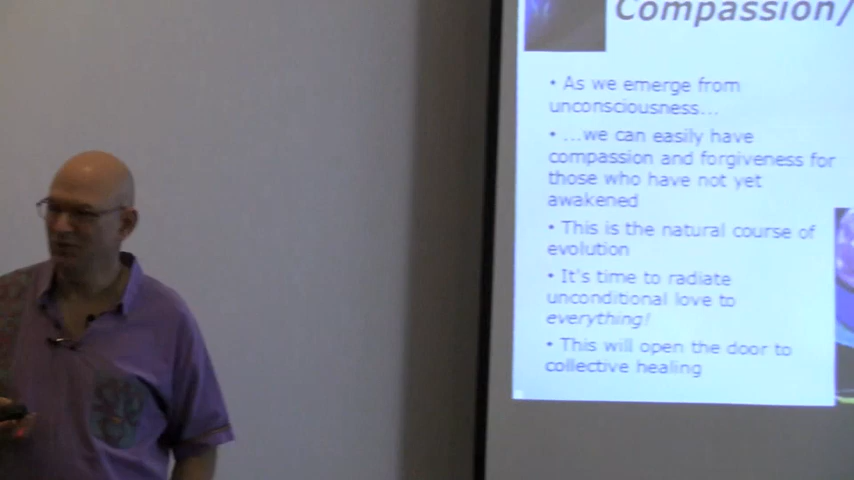 Compassion/
• As we emerge from
unconsciousness...
• ...we can easily have
compassion and forgiveness for
those who have not yet
awakened
• This is the natural course of
evolution
• It's time to radiate
unconditional love to
everything!
• This will open the door to
collective healing